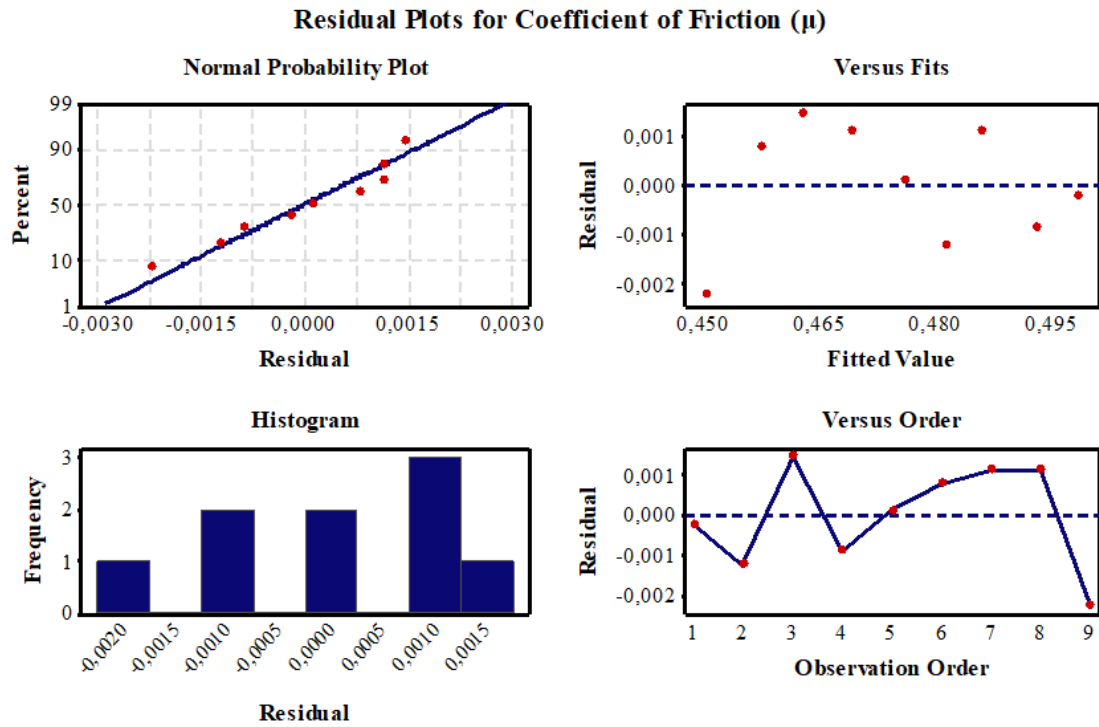 Residual Plots for Coefficient of Friction (μ)
Normal Probability Plot
Percent
99
90
50
10
1
-0,0030 -0,0015 0,0000 0,0015 0,0030
Residual
Versus Fits
Residual
0,001
0,000
-0,001
-0,002
0,450 0,465 0,480 0,495
Fitted Value
Histogram
Frequency
3
2
1
0
-0,0020 -0,0015 -0,0010 -0,0005 0,0000 0,0005 0,0010 0,0015
Residual
Versus Order
Residual
0,001
0,000
-0,001
-0,002
1 2 3 4 5 6 7 8 9
Observation Order